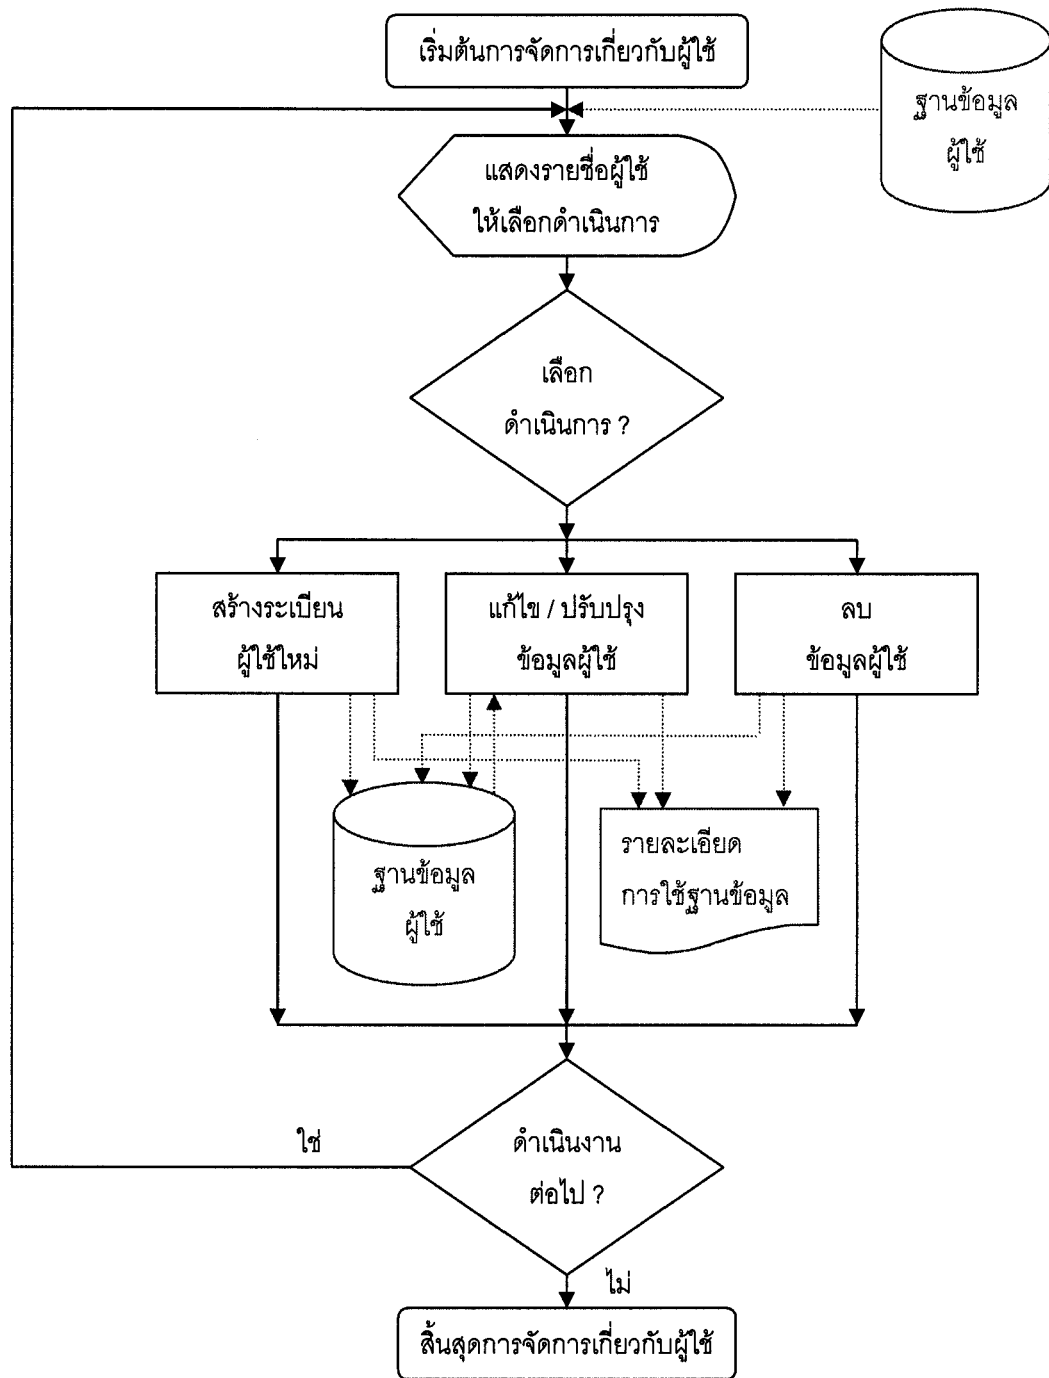 เริ่มต้นการจัดการเกี่ยวกับผู้ใช้
ฐานข้อมูล
ผู้ใช้
แสดงรายชื่อผู้ใช้
ให้เลือกดำเนินการ
เลือก
ดำเนินการ ?
สร้างระเบียน
ผู้ใช้ใหม่
แก้ไข / ปรับปรุง
ข้อมูลผู้ใช้
ลบ
ข้อมูลผู้ใช้
ฐานข้อมูล
ผู้ใช้
รายละเอียด
การใช้ฐานข้อมูล
ใช่
ดำเนินงาน
ต่อไป ?
ไม่
สิ้นสุดการจัดการเกี่ยวกับผู้ใช้